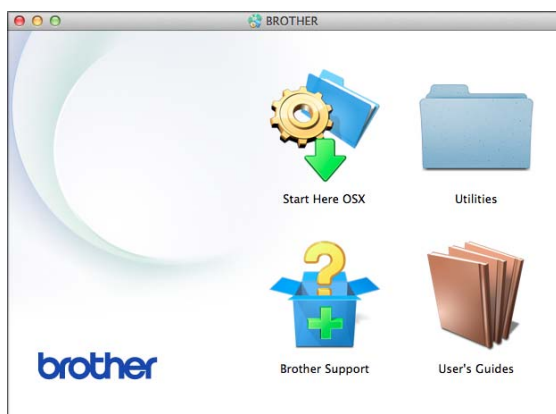 BROTHER
Start Here OSX
Utilities
Brother Support
User's Guides
brother